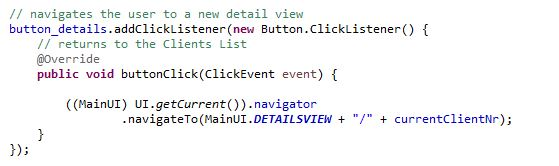 // navigates the user to a new detail view
button_details.addClickListener(new Button.ClickListener() {
    // returns to the Clients List
    @Override
    public void buttonClick(ClickEvent event) {

        ((MainUI) UI.getCurrent()).navigator
                .navigateTo(MainUI.DETAILSVIEW + "/" + currentClientNr);
    }
});